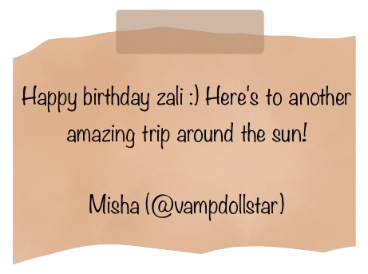 Happy birthday zali :) Here's to another
amazing trip around the sun!
Misha (@vampdollstar)